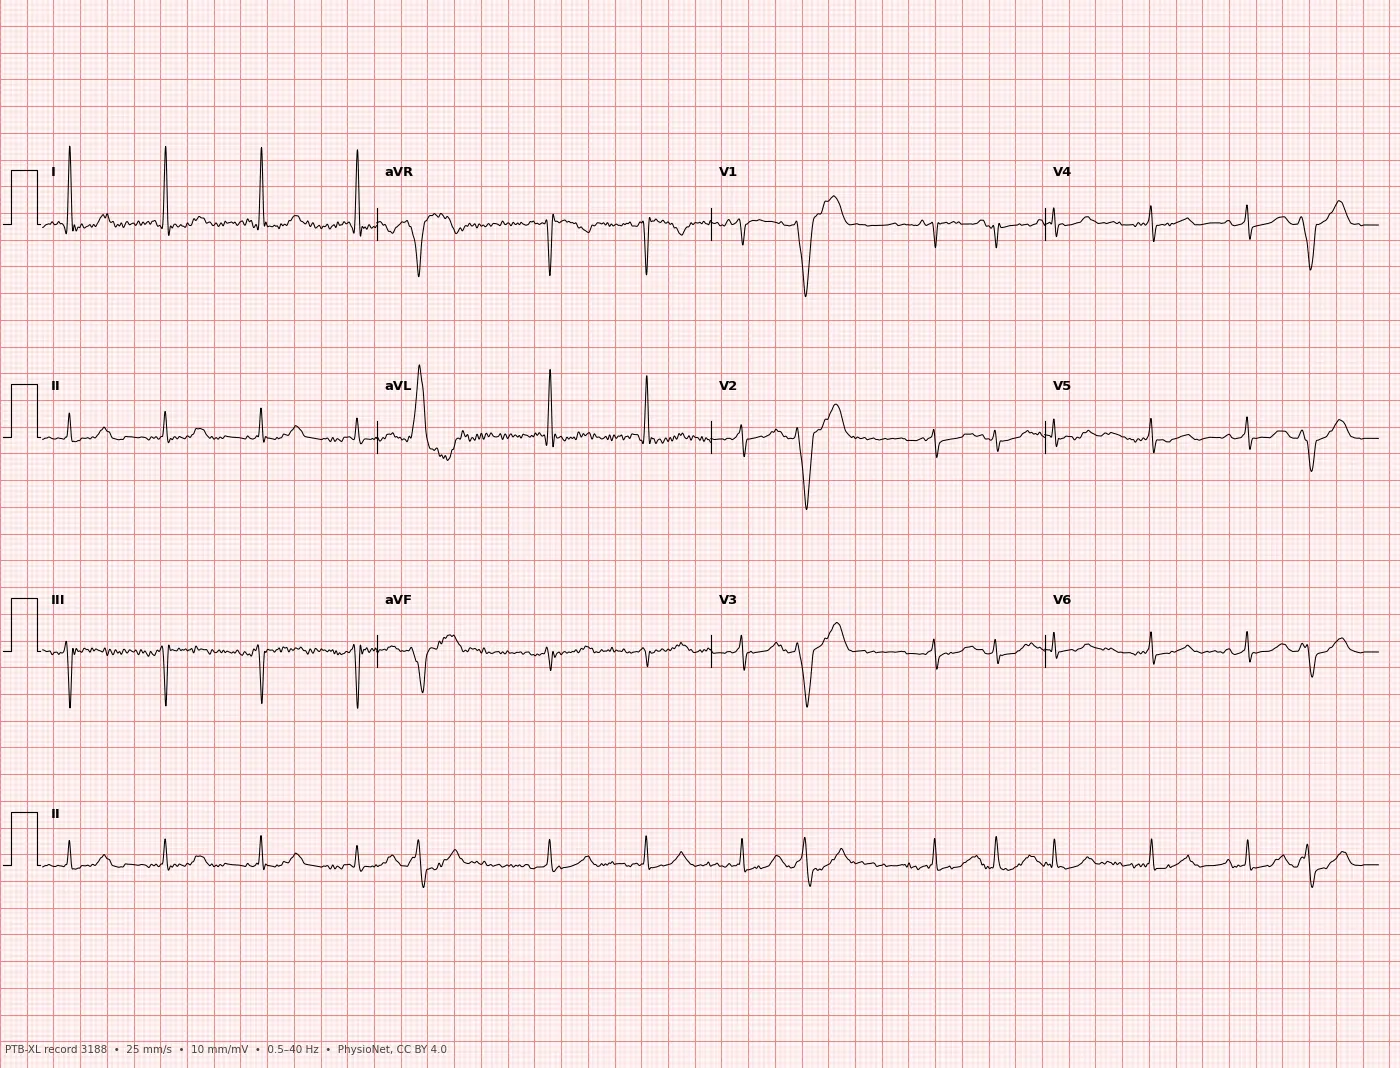 I aVR V1 V4
II aVL V2 V5
III aVF V3 V6
II
PTB-XL record 3188 • 25 mm/s • 10 mm/mV • 0.5–40 Hz • PhysioNet, CC BY 4.0